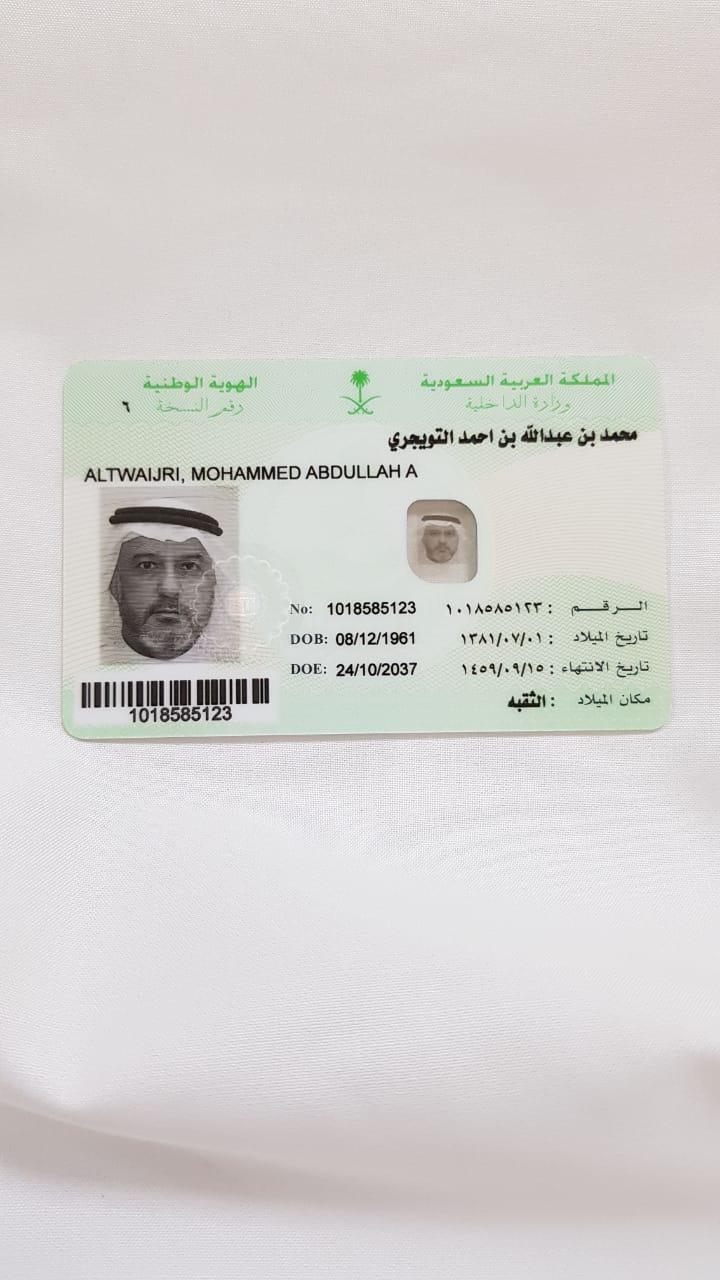 المملكة العربية السعودية
وزارة الداخلية
الهوية الوطنية
رقم النسخة ٦
محمد بن عبدالله بن احمد التويجري
ALTWAIJRI, MOHAMMED ABDULLAH A
الرقم : ١٠١٨٥٨٥١٢٣ No: 1018585123
تاريخ الميلاد : ١٣٨١/٠٧/٠١ DOB: 08/12/1961
تاريخ الانتهاء : ١٤٥٩/٠٩/١٥ DOE: 24/10/2037
مكان الميلاد : الثقبه
1018585123